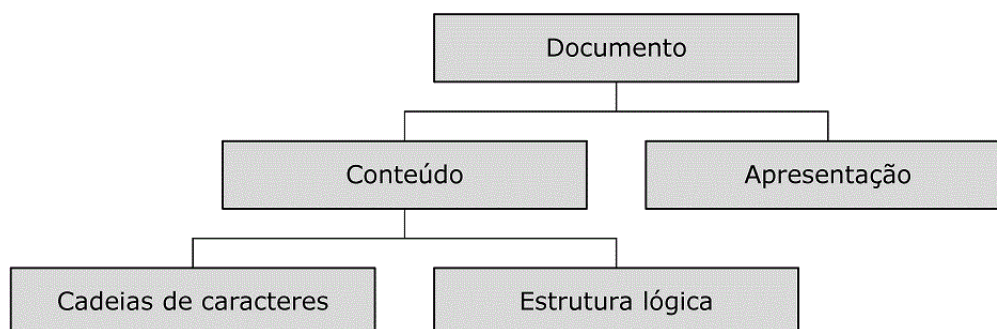 Documento
Conteúdo
Apresentação
Cadeias de caracteres
Estrutura lógica